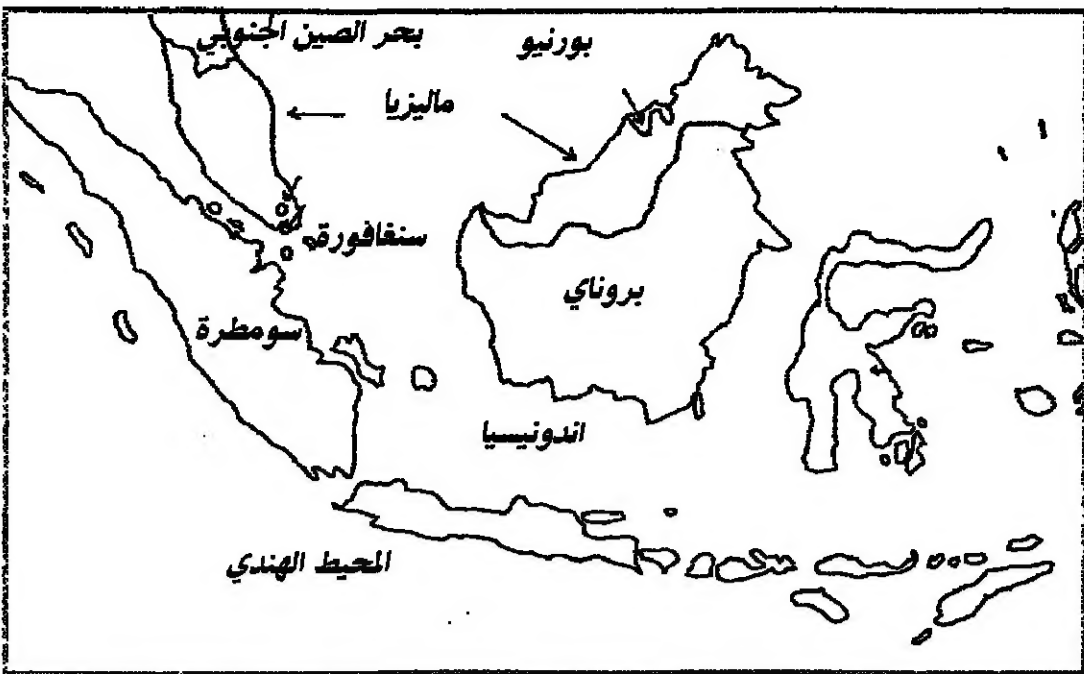 بحر الصين الجنوبي
بورنيو
ماليزيا
سنغافورة
بروناي
سومطرة
اندونيسيا
المحيط الهندي